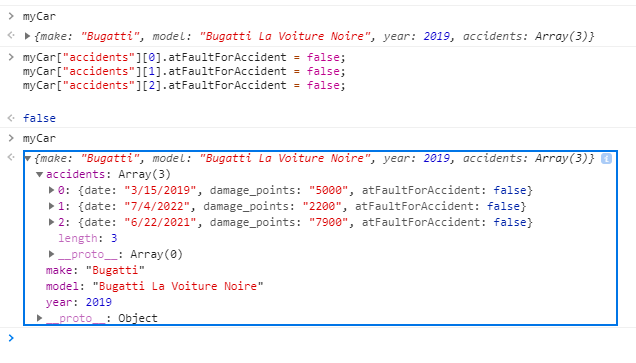 myCar
{make: "Bugatti", model: "Bugatti La Voiture Noire", year: 2019, accidents: Array(3)}
myCar["accidents"][0].atFaultForAccident = false;
myCar["accidents"][1].atFaultForAccident = false;
myCar["accidents"][2].atFaultForAccident = false;
false
myCar
{make: "Bugatti", model: "Bugatti La Voiture Noire", year: 2019, accidents: Array(3)} i
accidents: Array(3)
0: {date: "3/15/2019", damage_points: "5000", atFaultForAccident: false}
1: {date: "7/4/2022", damage_points: "2200", atFaultForAccident: false}
2: {date: "6/22/2021", damage_points: "7900", atFaultForAccident: false}
length: 3
__proto__: Array(0)
make: "Bugatti"
model: "Bugatti La Voiture Noire"
year: 2019
__proto__: Object